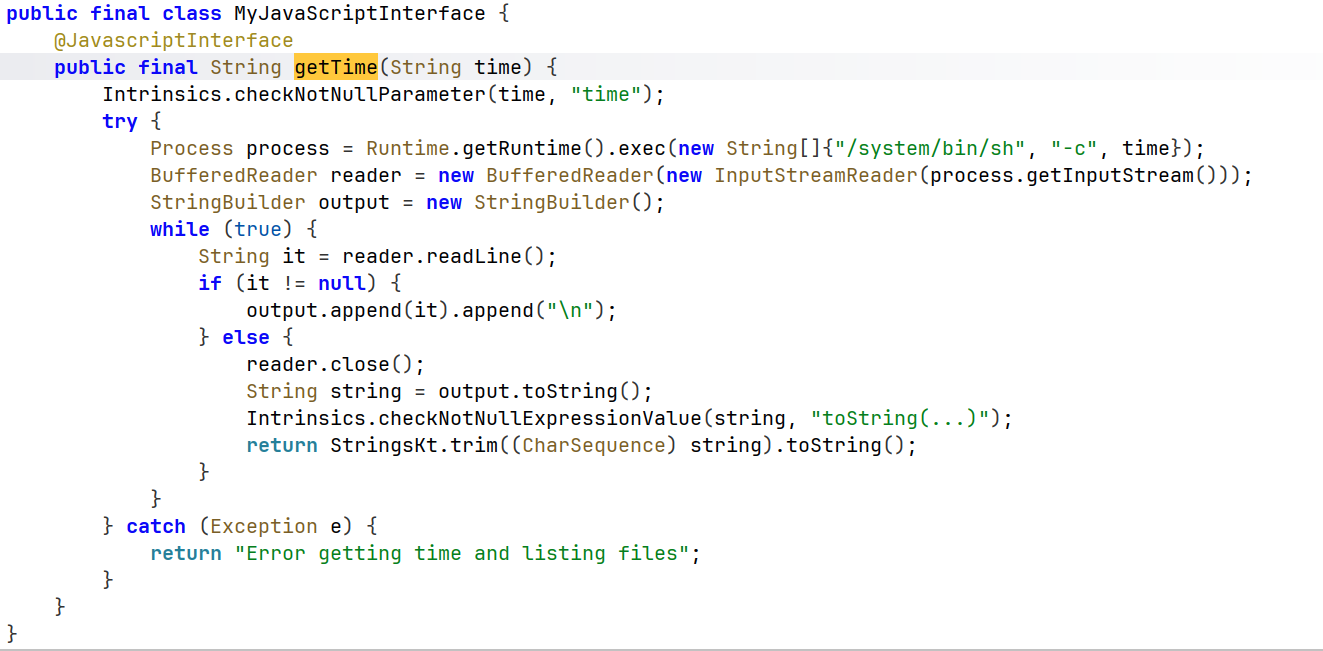 public final class MyJavaScriptInterface {
    @JavascriptInterface
    public final String getTime(String time) {
        Intrinsics.checkNotNullParameter(time, "time");
        try {
            Process process = Runtime.getRuntime().exec(new String[]{"/system/bin/sh", "-c", time});
            BufferedReader reader = new BufferedReader(new InputStreamReader(process.getInputStream()));
            StringBuilder output = new StringBuilder();
            while (true) {
                String it = reader.readLine();
                if (it != null) {
                    output.append(it).append("\n");
                } else {
                    reader.close();
                    String string = output.toString();
                    Intrinsics.checkNotNullExpressionValue(string, "toString(...)");
                    return StringsKt.trim((CharSequence) string).toString();
                }
            }
        } catch (Exception e) {
            return "Error getting time and listing files";
        }
    }
}